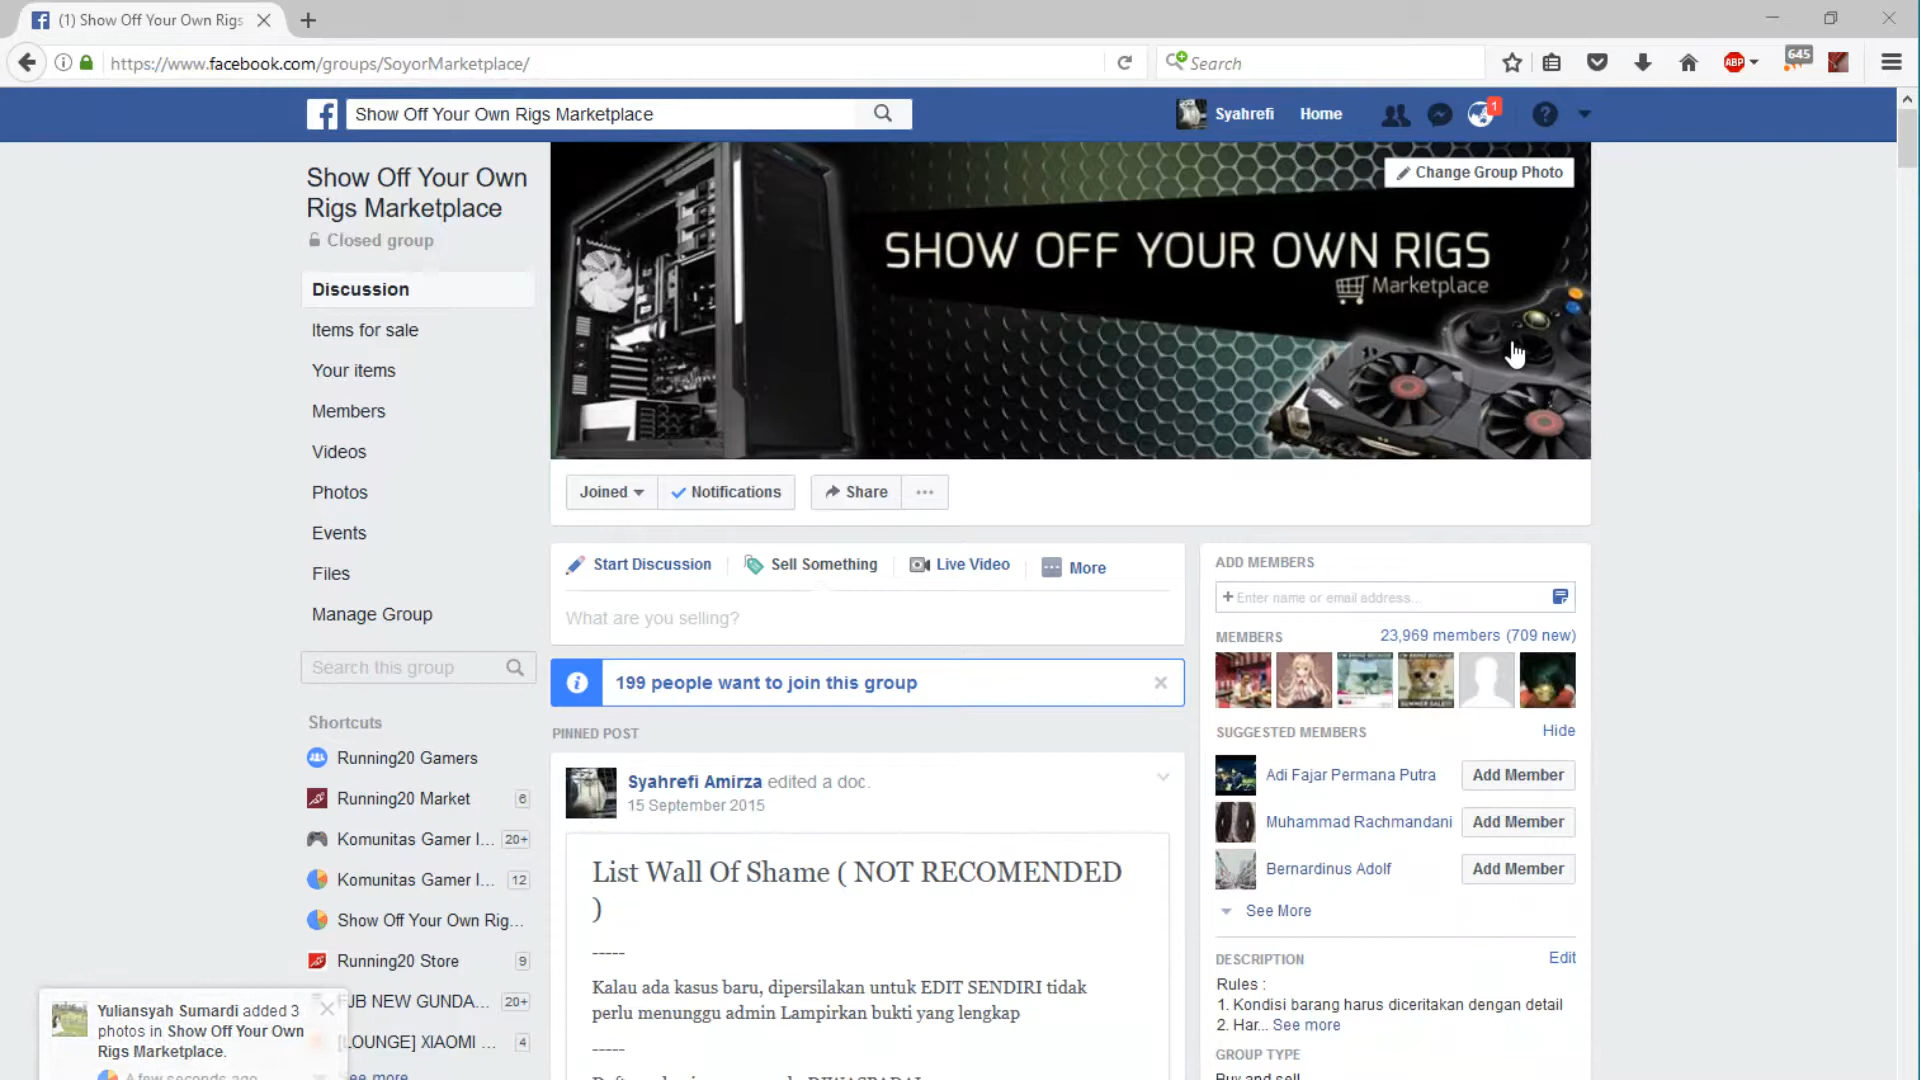 (1) Show Off Your Own Rigs
https://www.facebook.com/groups/SoyorMarketplace/
Search
ABP
645
Show Off Your Own Rigs Marketplace
Syahrefi
Home
1
Show Off Your Own
Rigs Marketplace
Closed group
Discussion
Items for sale
Your items
Members
Videos
Photos
Events
Files
Manage Group
Search this group
Shortcuts
Running20 Gamers
Running20 Market 6
Komunitas Gamer I... 20+
Komunitas Gamer I... 12
Show Off Your Own Rig...
Running20 Store 9
FJB NEW GUNDA... 20+
[LOUNGE] XIAOMI ... 4
ee more
Yuliansyah Sumardi added 3
photos in Show Off Your Own
Rigs Marketplace.
A few seconds ago
Change Group Photo
SHOW OFF YOUR OWN RIGS
Marketplace
Joined
Notifications
Share
Start Discussion
Sell Something
Live Video
More
What are you selling?
199 people want to join this group
PINNED POST
Syahrefi Amirza edited a doc.
15 September 2015
List Wall Of Shame ( NOT RECOMENDED
)
-----
Kalau ada kasus baru, dipersilakan untuk EDIT SENDIRI tidak
perlu menunggu admin Lampirkan bukti yang lengkap
-----
ADD MEMBERS
+ Enter name or email address...
MEMBERS
23,969 members (709 new)
SUGGESTED MEMBERS
Hide
Adi Fajar Permana Putra
Add Member
Muhammad Rachmandani
Add Member
Bernardinus Adolf
Add Member
See More
DESCRIPTION
Edit
Rules :
1. Kondisi barang harus diceritakan dengan detail
2. Har... See more
GROUP TYPE
Buy and sell